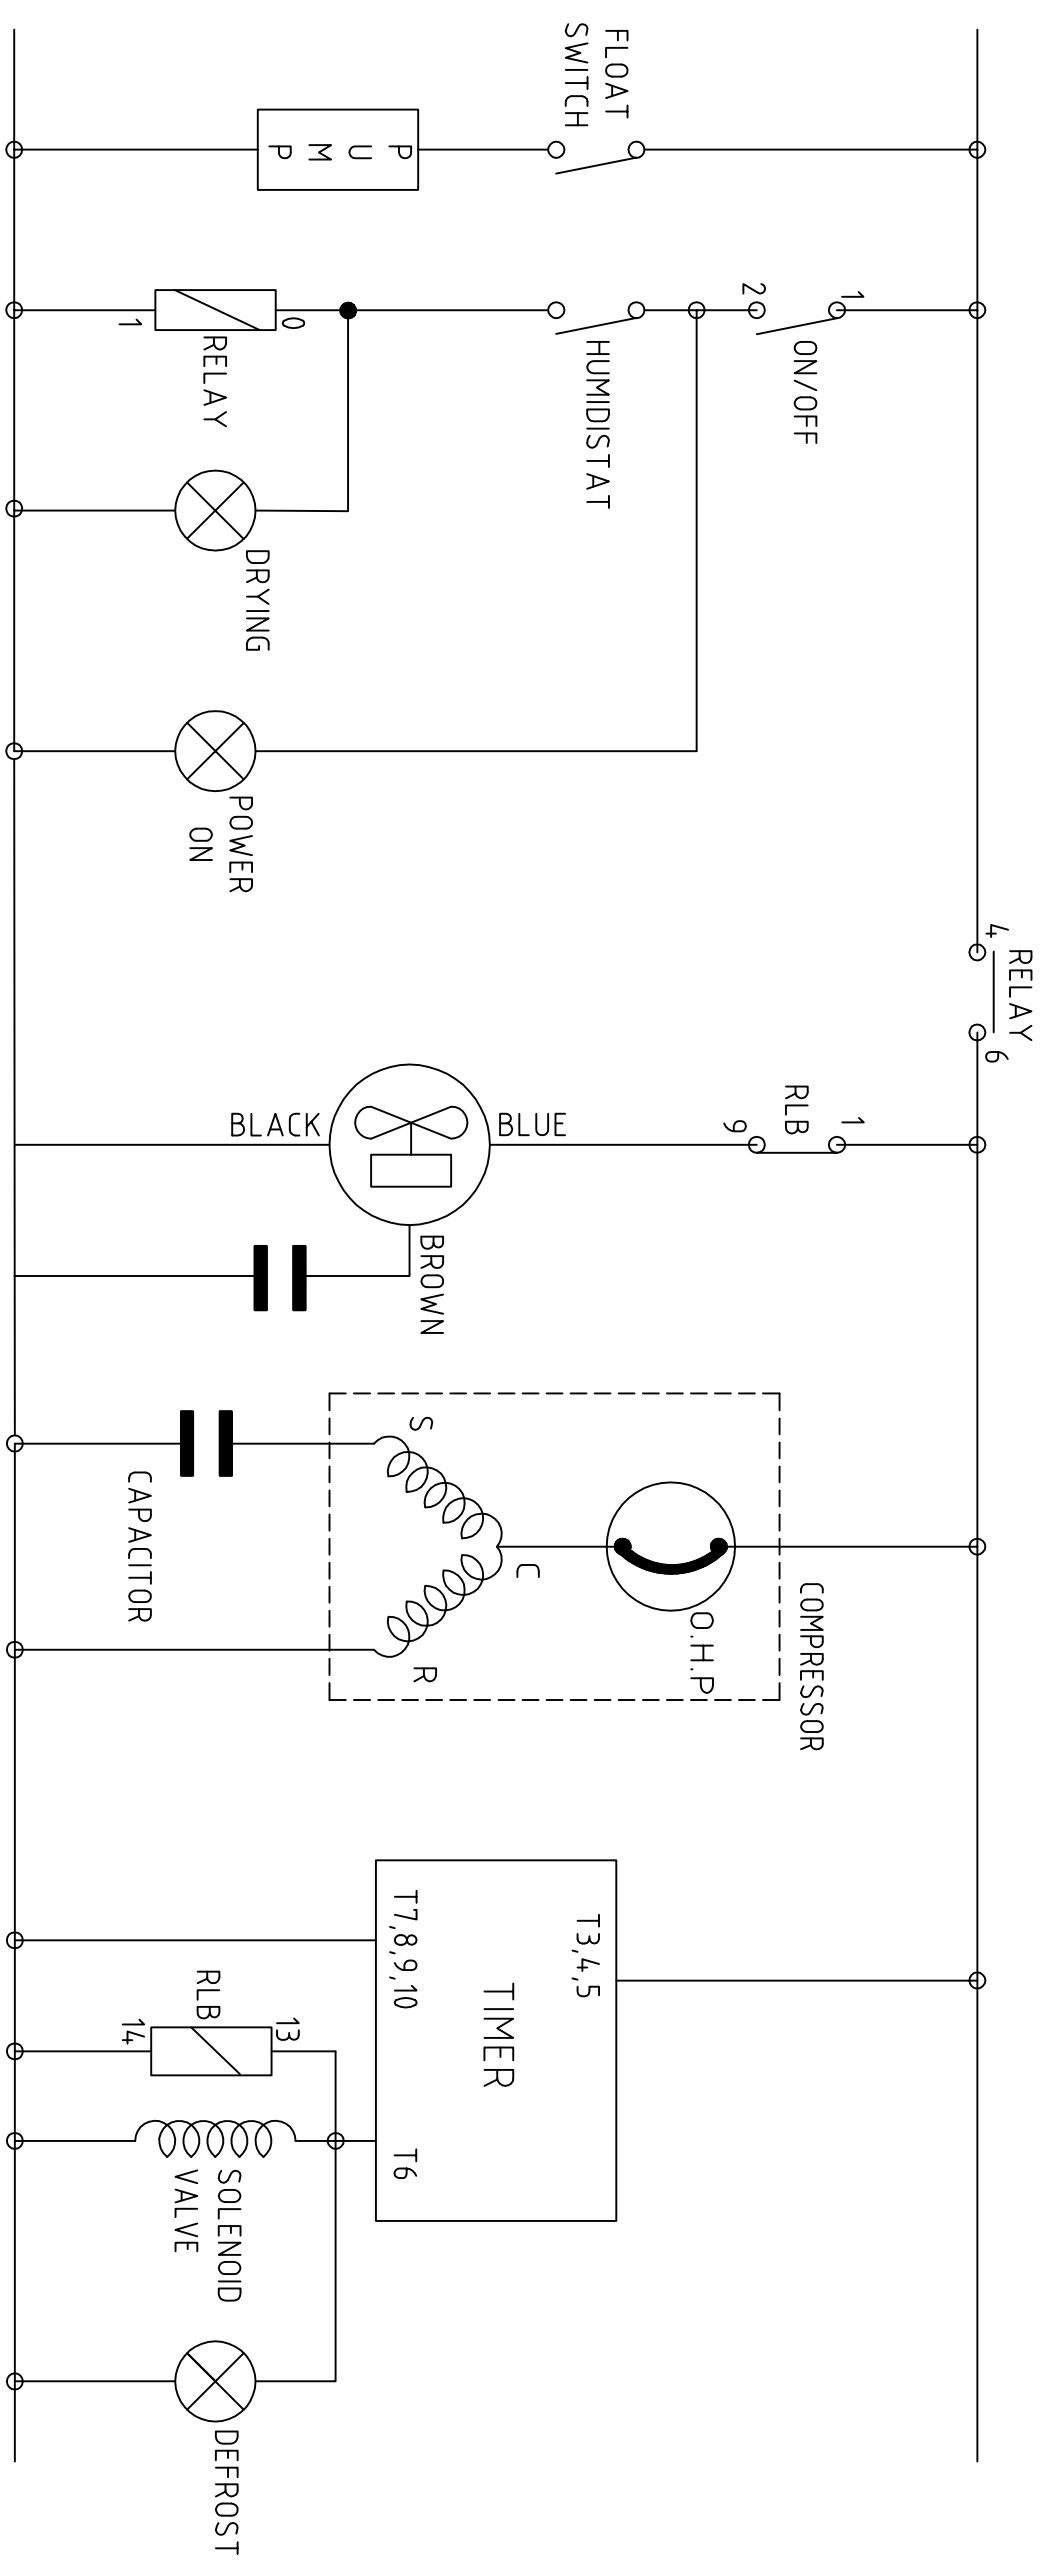 FLOAT
SWITCH
PUMP
1
2
ON/OFF
HUMIDISTAT
0
1
RELAY
DRYING
POWER
ON
4
RELAY
6
1
RLB
9
BLUE
BLACK
BROWN
COMPRESSOR
O.H.P
C
S
R
CAPACITOR
T3,4,5
TIMER
T7,8,9,10
T6
13
RLB
14
SOLENOID
VALVE
DEFROST